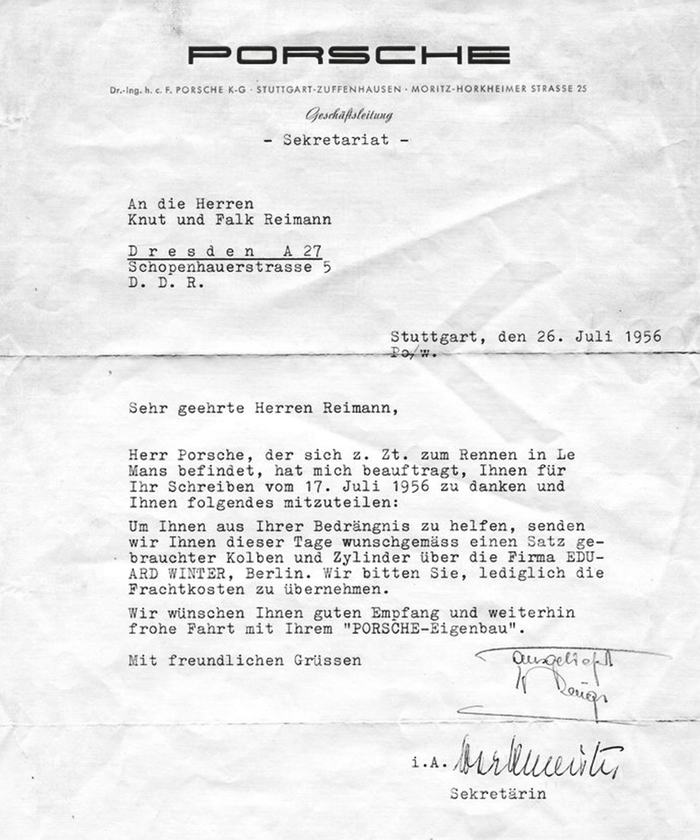 PORSCHE
Dr.-Ing. h. c. F. PORSCHE K-G · STUTTGART-ZUFFENHAUSEN · MORITZ-HORKHEIMER STRASSE 25
Geschäftsleitung
- Sekretariat -
An die Herren
Knut und Falk Reimann
D r e s d e n  A 27
Schopenhauerstrasse 5
D. D. R.
Stuttgart, den 26. Juli 1956
Po/w.
Sehr geehrte Herren Reimann,
Herr Porsche, der sich z. Zt. zum Rennen in Le
Mans befindet, hat mich beauftragt, Ihnen für
Ihr Schreiben vom 17. Juli 1956 zu danken und
Ihnen folgendes mitzuteilen:
Um Ihnen aus Ihrer Bedrängnis zu helfen, senden
wir Ihnen dieser Tage wunschgemäss einen Satz ge-
brauchter Kolben und Zylinder über die Firma EDU-
ARD WINTER, Berlin. Wir bitten Sie, lediglich die
Frachtkosten zu übernehmen.
Wir wünschen Ihnen guten Empfang und weiterhin
frohe Fahrt mit Ihrem "PORSCHE-Eigenbau".
Mit freundlichen Grüssen
i.A.
Sekretärin